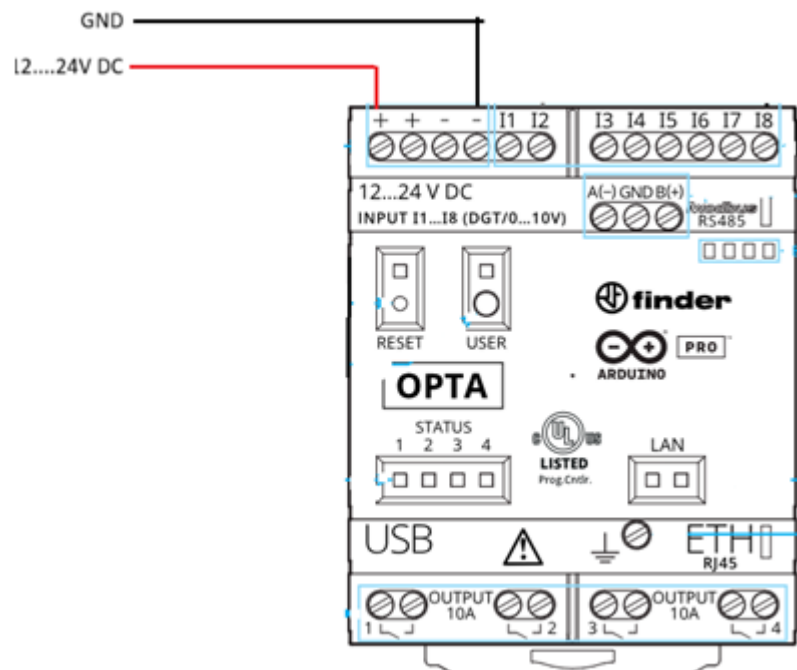 GND
12....24V DC
+ + - - I1 I2 I3 I4 I5 I6 I7 I8
12...24 V DC
INPUT I1...I8 (DGT/0...10V)
A(-) GND B(+)
RS485
RESET USER
finder
ARDUINO PRO
OPTA
STATUS
1 2 3 4
C UL US
LISTED
Prog.Cntlr.
LAN
USB
ETH
RJ45
1 OUTPUT 10A 2
3 OUTPUT 10A 4